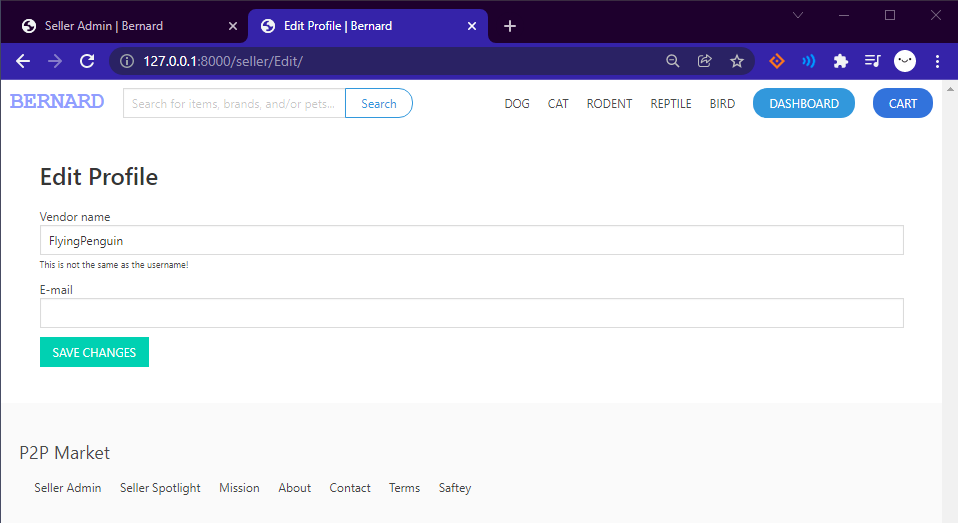 Seller Admin | Bernard
Edit Profile | Bernard
127.0.0.1:8000/seller/Edit/
BERNARD Search for items, brands, and/or pets... Search DOG CAT RODENT REPTILE BIRD DASHBOARD CART
Edit Profile
Vendor name
FlyingPenguin
This is not the same as the username!
E-mail
SAVE CHANGES
P2P Market
Seller Admin Seller Spotlight Mission About Contact Terms Saftey